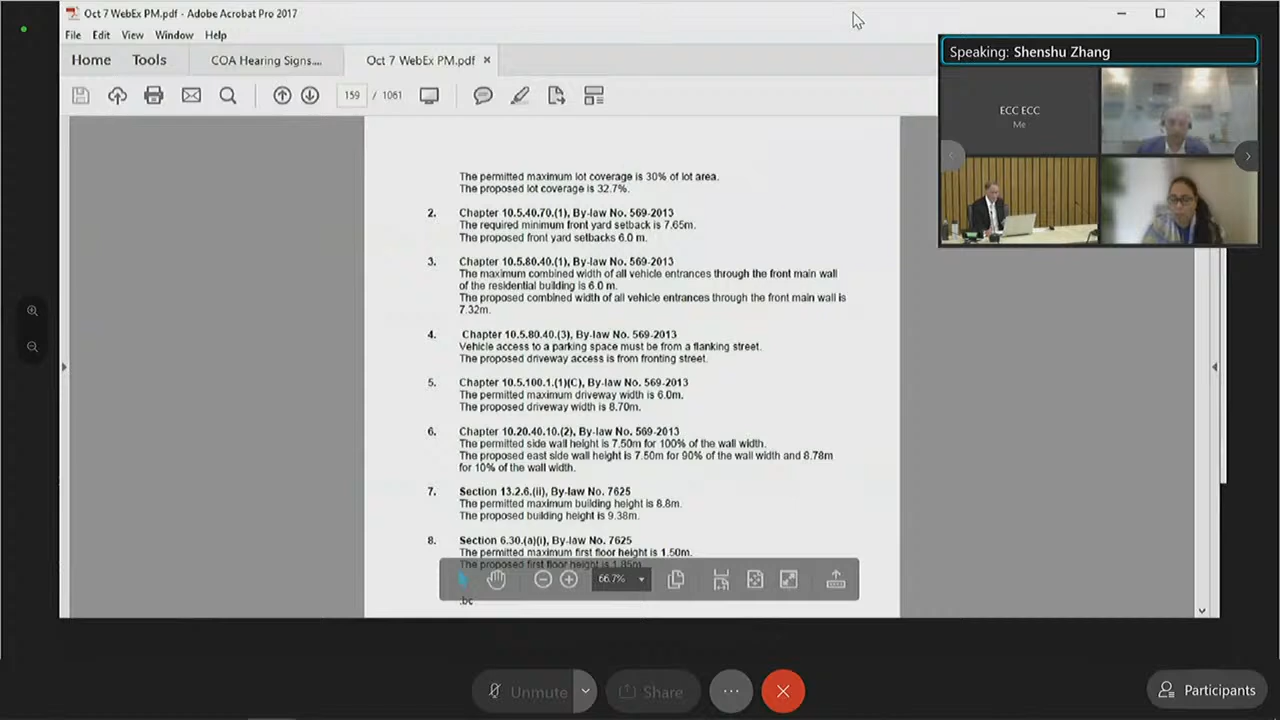 Oct 7 WebEx PM.pdf - Adobe Acrobat Pro 2017
File Edit View Window Help
Home Tools COA Hearing Signs.... Oct 7 WebEx PM.pdf ×
159 / 1061
Speaking: Shenshu Zhang
ECC ECC
Me
The permitted maximum lot coverage is 30% of lot area.
The proposed lot coverage is 32.7%.
2. Chapter 10.5.40.70.(1), By-law No. 569-2013
The required minimum front yard setback is 7.65m.
The proposed front yard setbacks 6.0 m.
3. Chapter 10.5.80.40.(1), By-law No. 569-2013
The maximum combined width of all vehicle entrances through the front main wall
of the residential building is 6.0 m.
The proposed combined width of all vehicle entrances through the front main wall is
7.32m.
4. Chapter 10.5.80.40.(3), By-law No. 569-2013
Vehicle access to a parking space must be from a flanking street.
The proposed driveway access is from fronting street.
5. Chapter 10.5.100.1.(1)(C), By-law No. 569-2013
The permitted maximum driveway width is 6.0m.
The proposed driveway width is 8.70m.
6. Chapter 10.20.40.10.(2), By-law No. 569-2013
The permitted side wall height is 7.50m for 100% of the wall width.
The proposed east side wall height is 7.50m for 90% of the wall width and 8.78m
for 10% of the wall width.
7. Section 13.2.6.(ii), By-law No. 7625
The permitted maximum building height is 8.8m.
The proposed building height is 9.38m.
8. Section 6.30.(a)(i), By-law No. 7625
The permitted maximum first floor height is 1.50m.
The proposed first floor height is 1.85m.
66.7%
.bc
Unmute Share ... Participants